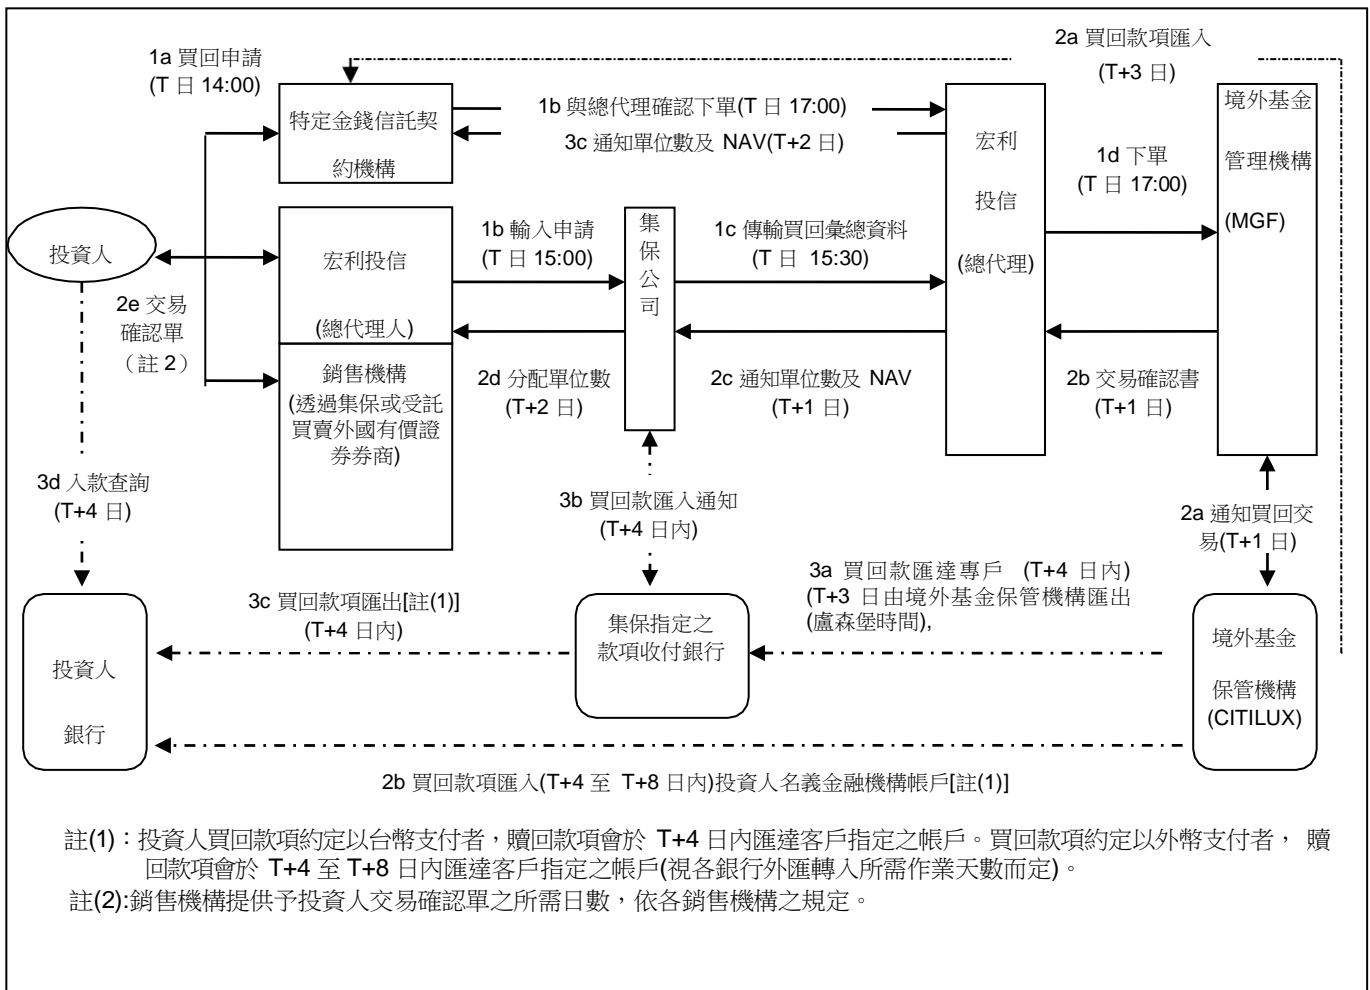 2a 買回款項匯入
(T+3 日)
1a 買回申請
(T 日 14:00)
特定金錢信託契
約機構
1b 與總代理確認下單(T 日 17:00)
3c 通知單位數及 NAV(T+2 日)
宏利
投信
(總代理)
1d 下單
(T 日 17:00)
境外基金
管理機構
(MGF)
投資人
宏利投信
(總代理人)
1b 輸入申請
(T 日 15:00)
集
保
公
司
1c 傳輸買回彙總資料
(T 日 15:30)
2e 交易
確認單
（註 2）
銷售機構
(透過集保或受託
買賣外國有價證
券券商)
2d 分配單位數
(T+2 日)
2c 通知單位數及 NAV
(T+1 日)
2b 交易確認書
(T+1 日)
3d 入款查詢
(T+4 日)
3b 買回款匯入通知
(T+4 日內)
2a 通知買回交
易(T+1 日)
3c 買回款項匯出[註(1)]
(T+4 日內)
3a 買回款匯達專戶 (T+4 日內)
(T+3 日由境外基金保管機構匯出
(盧森堡時間),
投資人
銀行
集保指定之
款項收付銀行
境外基金
保管機構
(CITILUX)
2b 買回款項匯入(T+4 至 T+8 日內)投資人名義金融機構帳戶[註(1)]
註(1)：投資人買回款項約定以台幣支付者，贖回款項會於 T+4 日內匯達客戶指定之帳戶。買回款項約定以外幣支付者， 贖
回款項會於 T+4 至 T+8 日內匯達客戶指定之帳戶(視各銀行外匯轉入所需作業天數而定)。
註(2):銷售機構提供予投資人交易確認單之所需日數，依各銷售機構之規定。